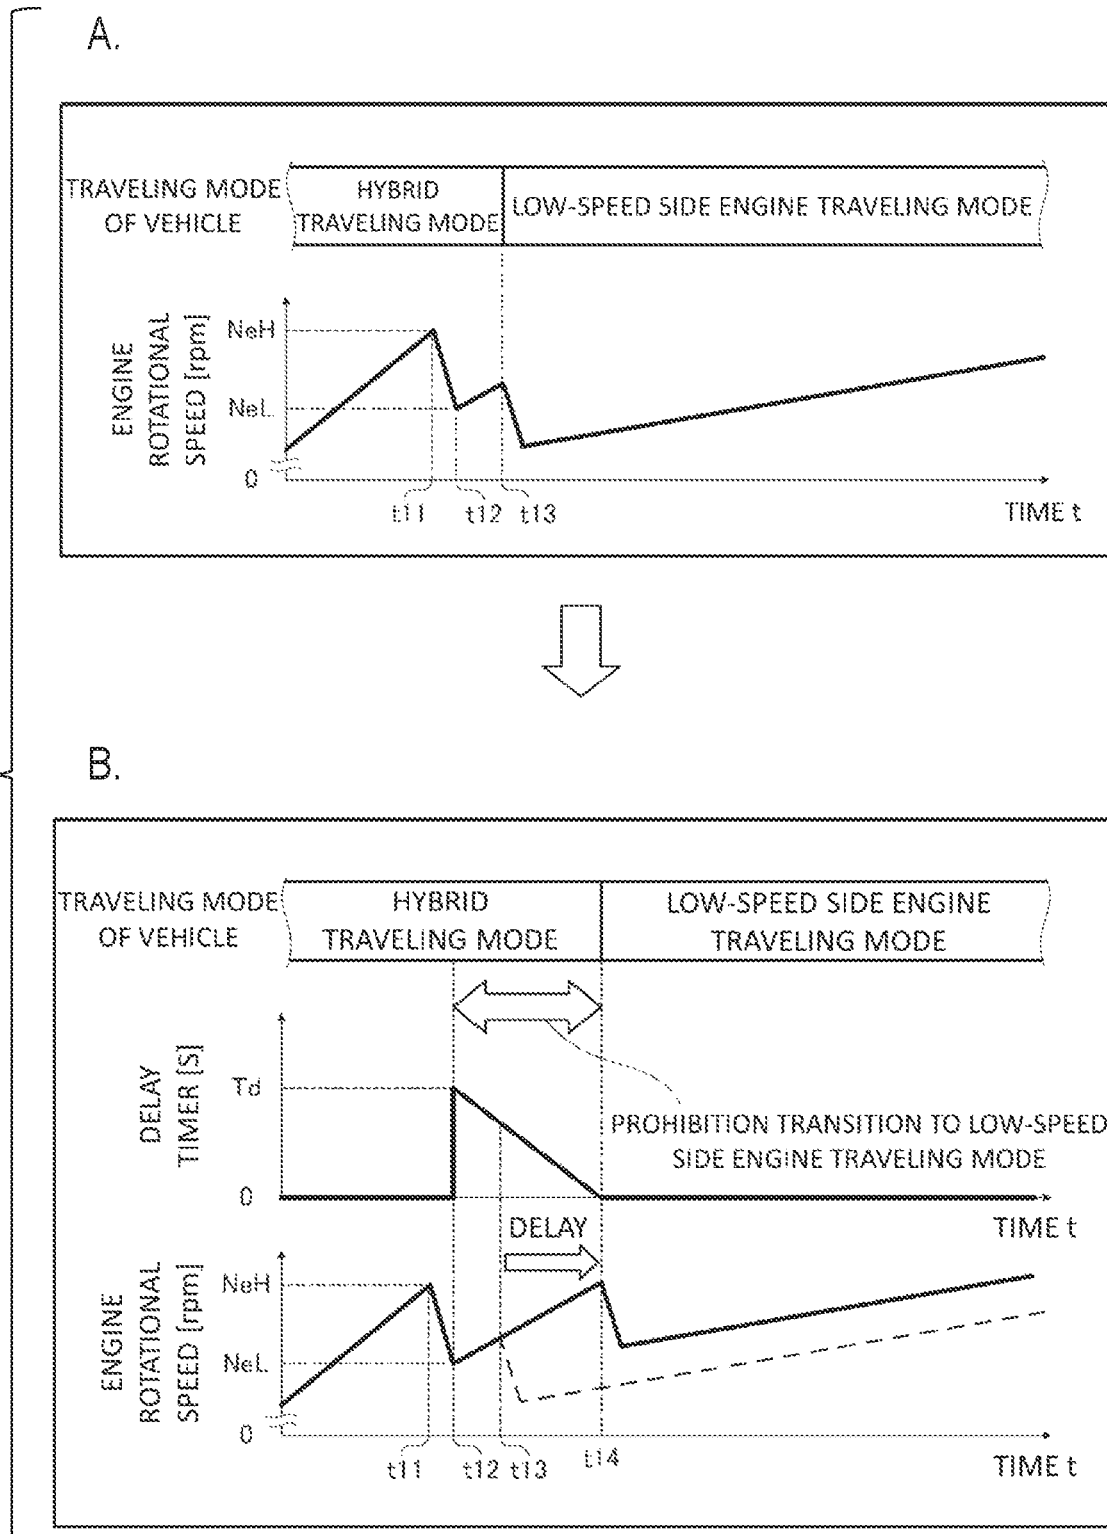 A.
TRAVELING MODE
OF VEHICLE
HYBRID
TRAVELING MODE
LOW-SPEED SIDE ENGINE TRAVELING MODE
ENGINE
ROTATIONAL
SPEED [rpm]
NeH
NeL
0
t11
t12
t13
TIME t
B.
TRAVELING MODE
OF VEHICLE
HYBRID
TRAVELING MODE
LOW-SPEED SIDE ENGINE
TRAVELING MODE
DELAY
TIMER [S]
Td
0
PROHIBITION TRANSITION TO LOW-SPEED
SIDE ENGINE TRAVELING MODE
TIME t
DELAY
ENGINE
ROTATIONAL
SPEED [rpm]
NeH
NeL
0
t11
t12
t13
t14
TIME t